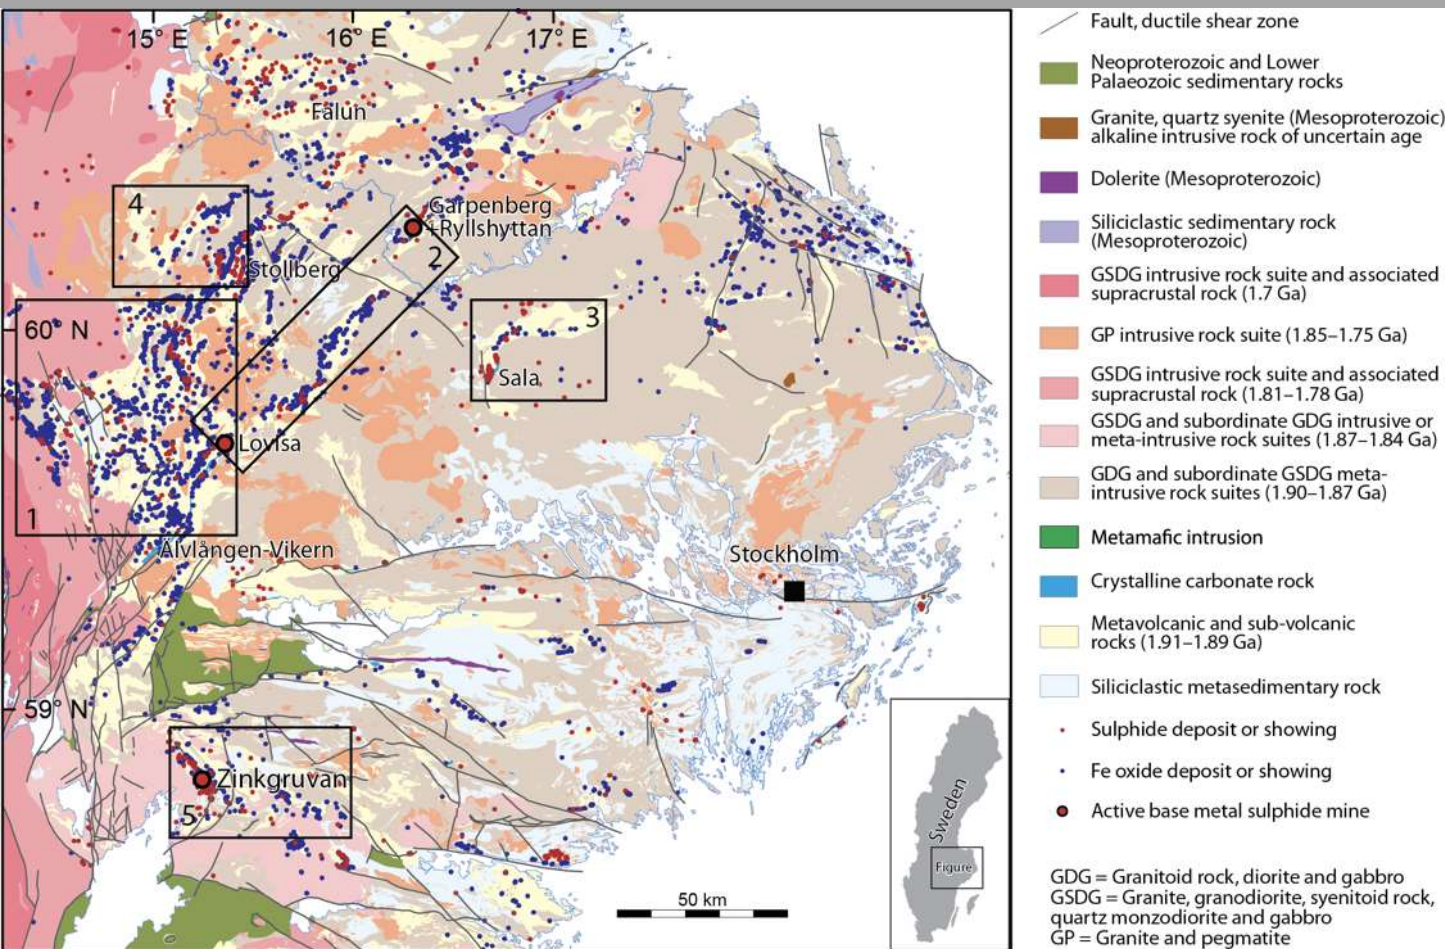 15° E
16° E
17° E
Falun
4
Garpenberg
+Ryllshyttan
2
Stollberg
60° N
3
Sala
Lovisa
1
Älvlången-Vikern
Stockholm
59° N
Zinkgruvan
5
50 km
Sweden
Figure
Fault, ductile shear zone
Neoproterozoic and Lower
Palaeozoic sedimentary rocks
Granite, quartz syenite (Mesoproterozoic)
alkaline intrusive rock of uncertain age
Dolerite (Mesoproterozoic)
Siliciclastic sedimentary rock
(Mesoproterozoic)
GSDG intrusive rock suite and associated
supracrustal rock (1.7 Ga)
GP intrusive rock suite (1.85–1.75 Ga)
GSDG intrusive rock suite and associated
supracrustal rock (1.81–1.78 Ga)
GSDG and subordinate GDG intrusive or
meta-intrusive rock suites (1.87–1.84 Ga)
GDG and subordinate GSDG meta-
intrusive rock suites (1.90–1.87 Ga)
Metamafic intrusion
Crystalline carbonate rock
Metavolcanic and sub-volcanic
rocks (1.91–1.89 Ga)
Siliciclastic metasedimentary rock
Sulphide deposit or showing
Fe oxide deposit or showing
Active base metal sulphide mine
GDG = Granitoid rock, diorite and gabbro
GSDG = Granite, granodiorite, syenitoid rock,
quartz monzodiorite and gabbro
GP = Granite and pegmatite